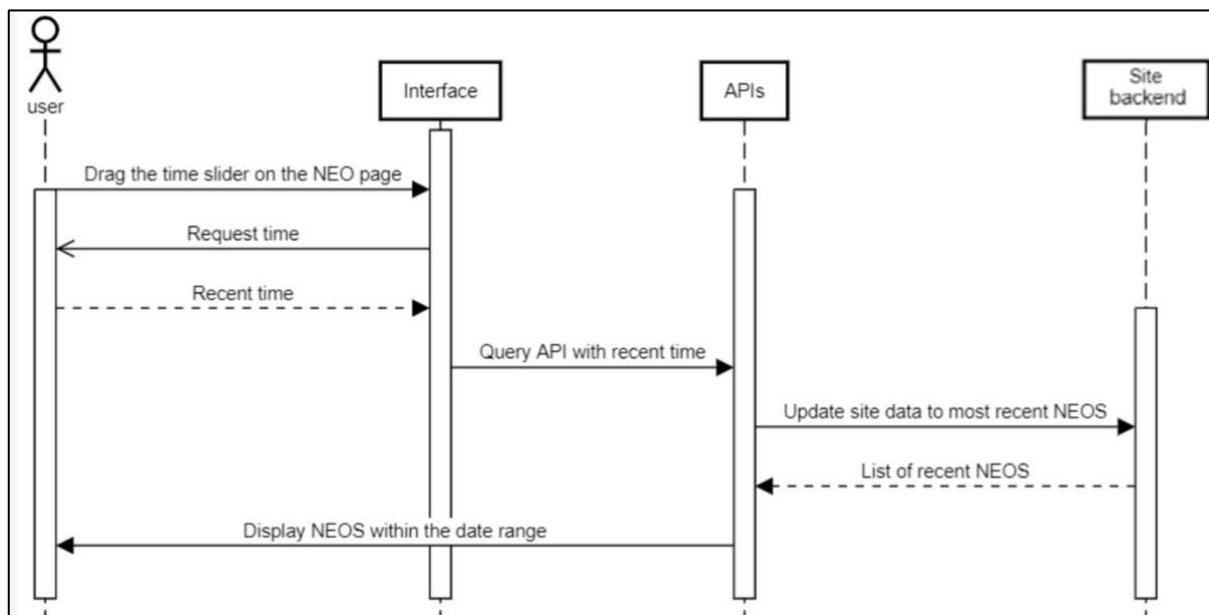 user
Interface
APIs
Site
backend
Drag the time slider on the NEO page
Request time
Recent time
Query API with recent time
Update site data to most recent NEOS
List of recent NEOS
Display NEOS within the date range